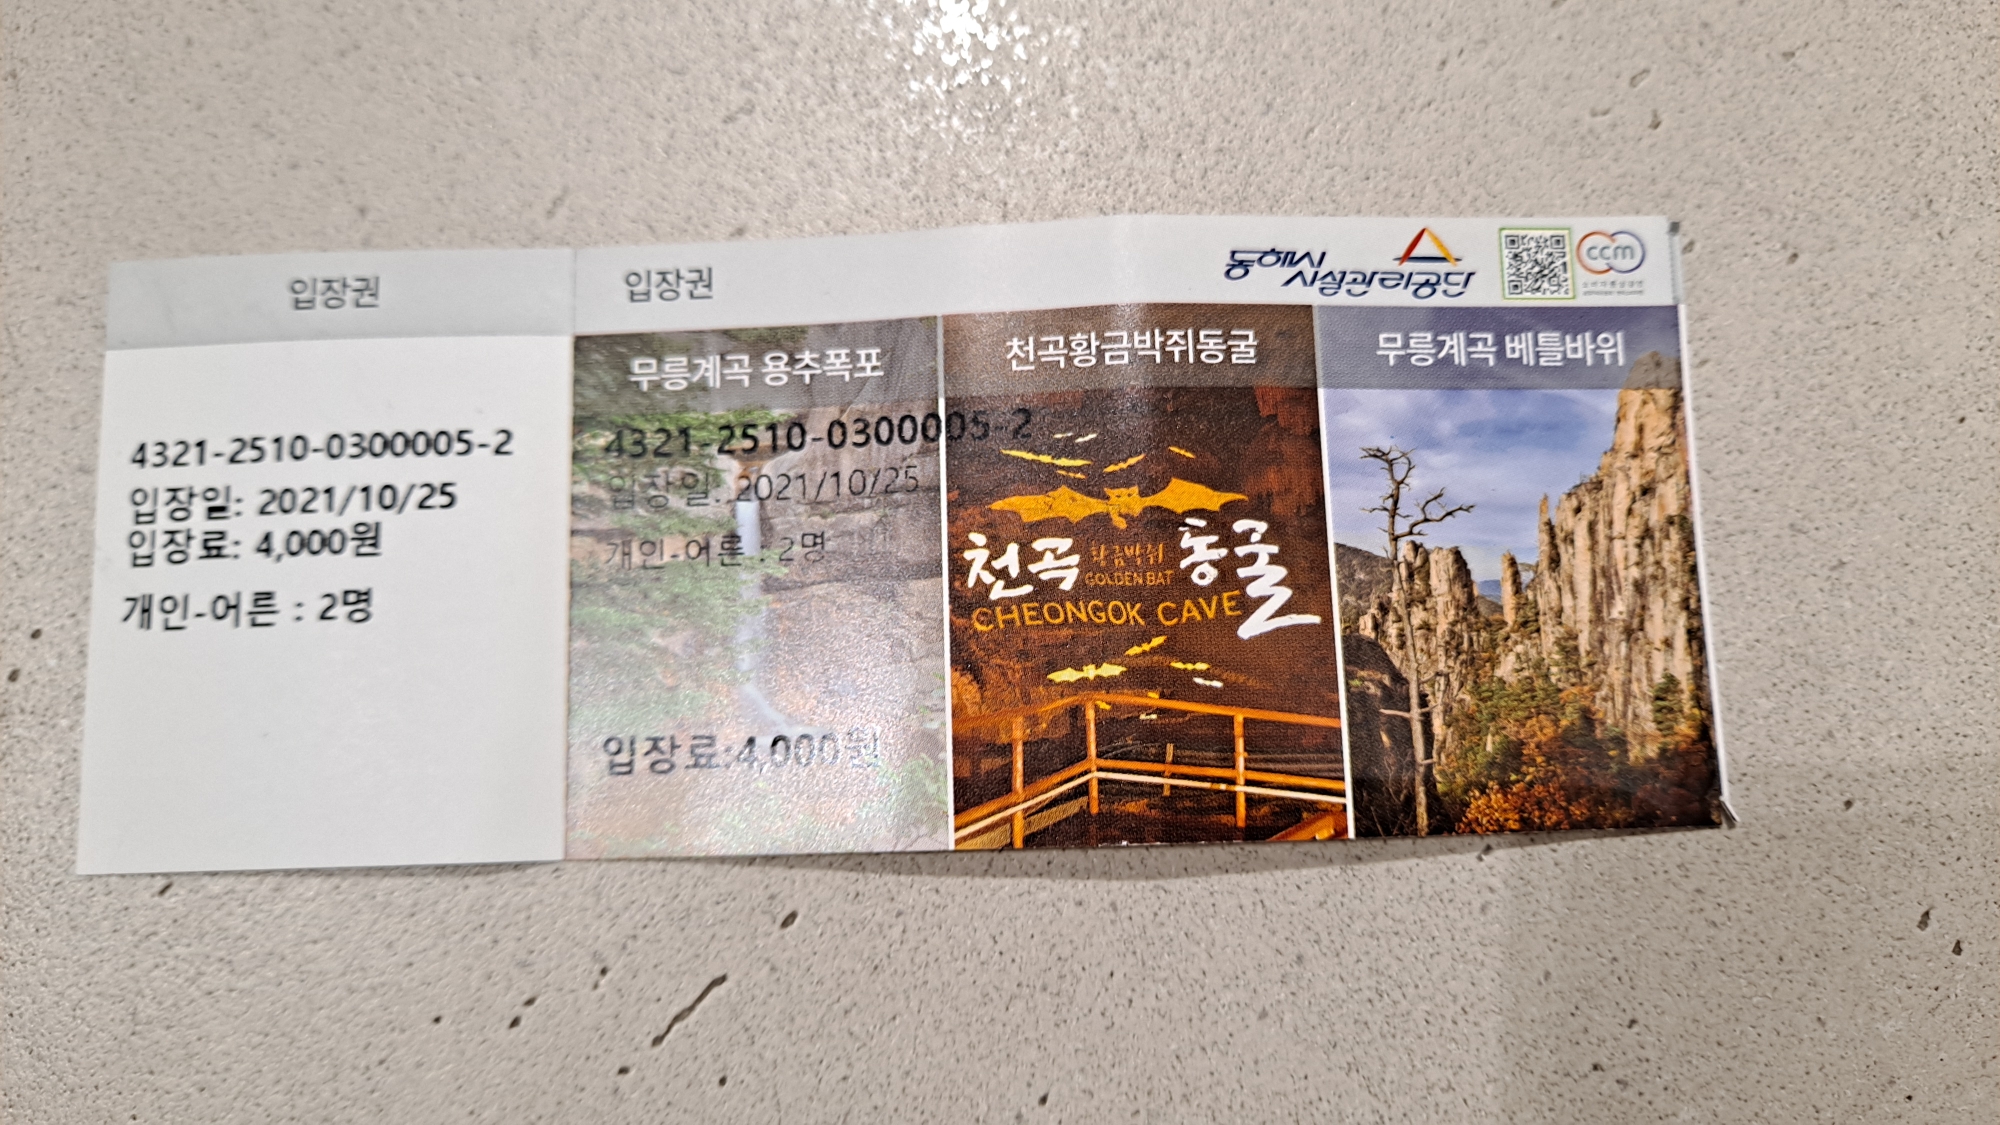 입장권
4321-2510-0300005-2
입장일: 2021/10/25
입장료: 4,000원
개인-어른 : 2명
입장권
동해시
시설관리공단
ccm
무릉계곡 용추폭포
4321-2510-0300005-2
입장일: 2021/10/25
개인-어른 : 2명
입장료:4,000원
천곡황금박쥐동굴
천곡 황금박쥐 동굴
GOLDEN BAT
CHEONGOK CAVE
무릉계곡 베틀바위